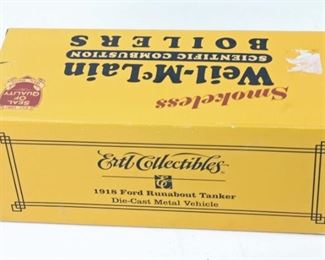 Smokeless
Weil-McLain
SCIENTIFIC COMBUSTION
BOILERS
SEAL
OF
QUALITY
Ertl Collectibles
1918 Ford Runabout Tanker
Die-Cast Metal Vehicle